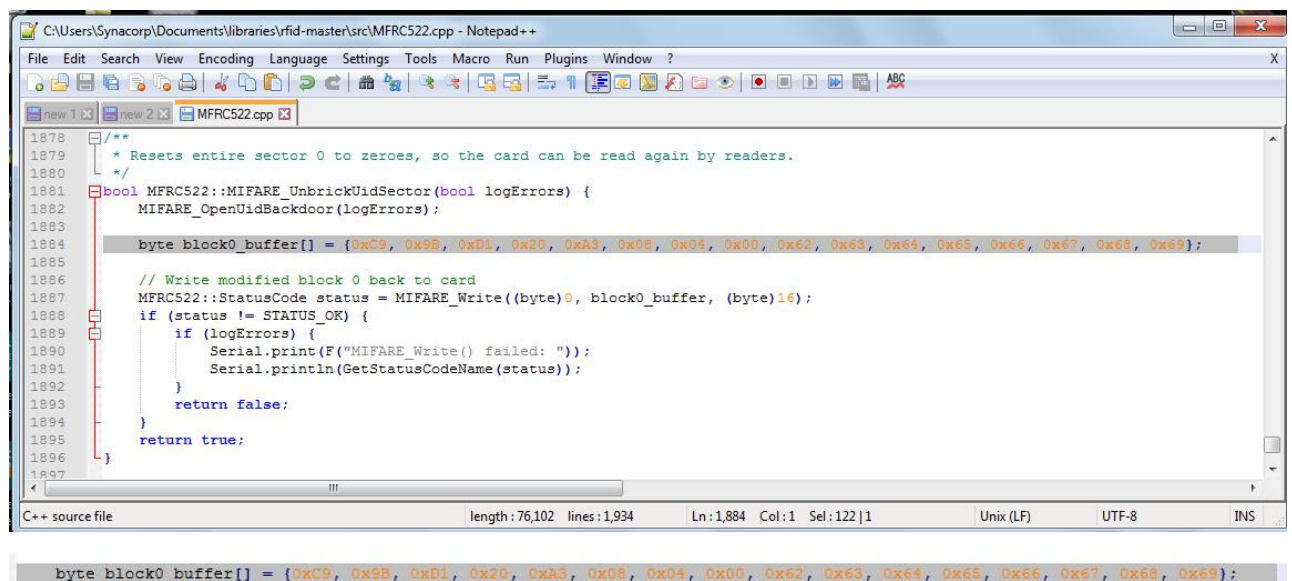 C:\Users\Synacorp\Documents\libraries\rfid-master\src\MFRC522.cpp - Notepad++
File Edit Search View Encoding Language Settings Tools Macro Run Plugins Window ? X
ABC
new 1 new 2 MFRC522.cpp
1878 /**
1879  * Resets entire sector 0 to zeroes, so the card can be read again by readers.
1880  */
1881 bool MFRC522::MIFARE_UnbrickUidSector(bool logErrors) {
1882     MIFARE_OpenUidBackdoor(logErrors);
1883
1884     byte block0_buffer[] = {0xC9, 0x9B, 0xD1, 0x20, 0xA3, 0x08, 0x04, 0x00, 0x62, 0x63, 0x64, 0x65, 0x66, 0x67, 0x68, 0x69};
1885
1886     // Write modified block 0 back to card
1887     MFRC522::StatusCode status = MIFARE_Write((byte)0, block0_buffer, (byte)16);
1888     if (status != STATUS_OK) {
1889         if (logErrors) {
1890             Serial.print(F("MIFARE_Write() failed: "));
1891             Serial.println(GetStatusCodeName(status));
1892         }
1893         return false;
1894     }
1895     return true;
1896 }
1897
C++ source file length : 76,102 lines : 1,934 Ln : 1,884 Col : 1 Sel : 122 | 1 Unix (LF) UTF-8 INS
byte block0_buffer[] = {0xC9, 0x9B, 0xD1, 0x20, 0xA3, 0x08, 0x04, 0x00, 0x62, 0x63, 0x64, 0x65, 0x66, 0x67, 0x68, 0x69};